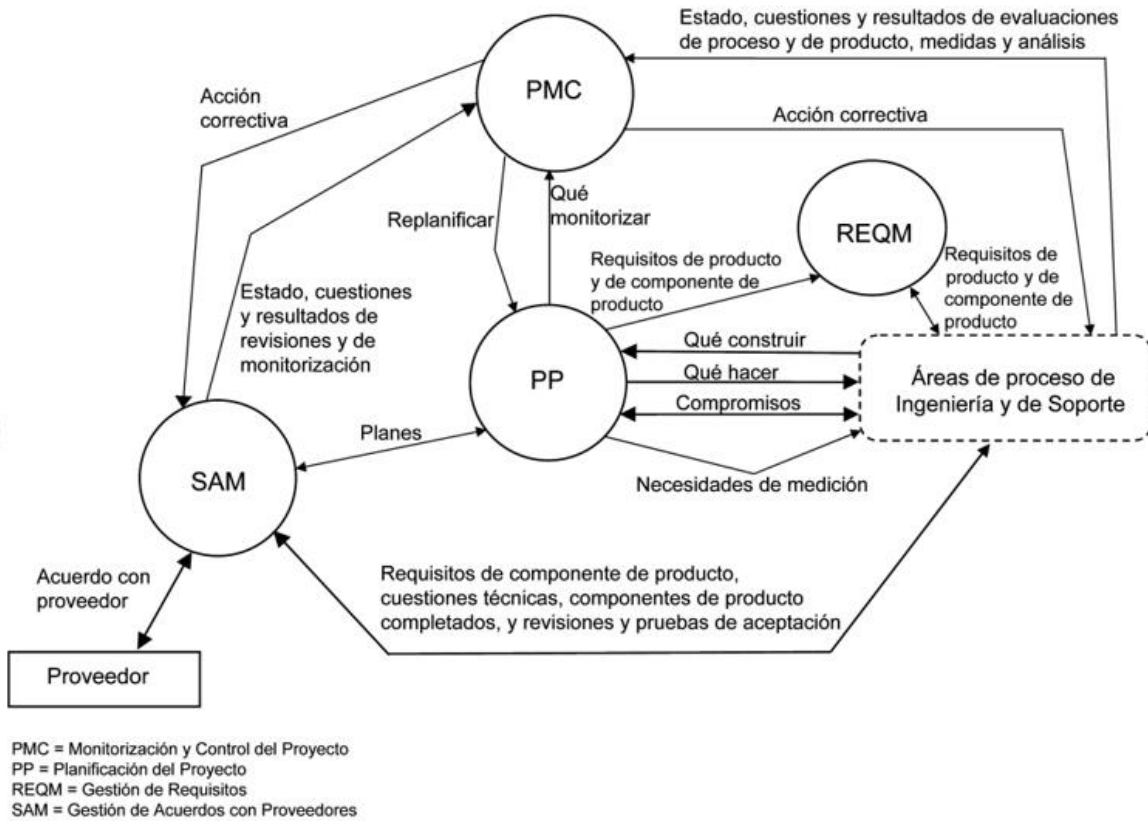 Estado, cuestiones y resultados de evaluaciones
de proceso y de producto, medidas y análisis
PMC
Acción
correctiva
Acción correctiva
Replanificar
Qué
monitorizar
REQM
Requisitos de producto
y de componente de
producto
Requisitos de
producto y de
componente de
producto
Estado, cuestiones
y resultados de
revisiones y de
monitorización
Qué construir
PP
Qué hacer
Áreas de proceso de
Ingeniería y de Soporte
Compromisos
Planes
SAM
Necesidades de medición
Acuerdo con
proveedor
Requisitos de componente de producto,
cuestiones técnicas, componentes de producto
completados, y revisiones y pruebas de aceptación
Proveedor
PMC = Monitorización y Control del Proyecto
PP = Planificación del Proyecto
REQM = Gestión de Requisitos
SAM = Gestión de Acuerdos con Proveedores